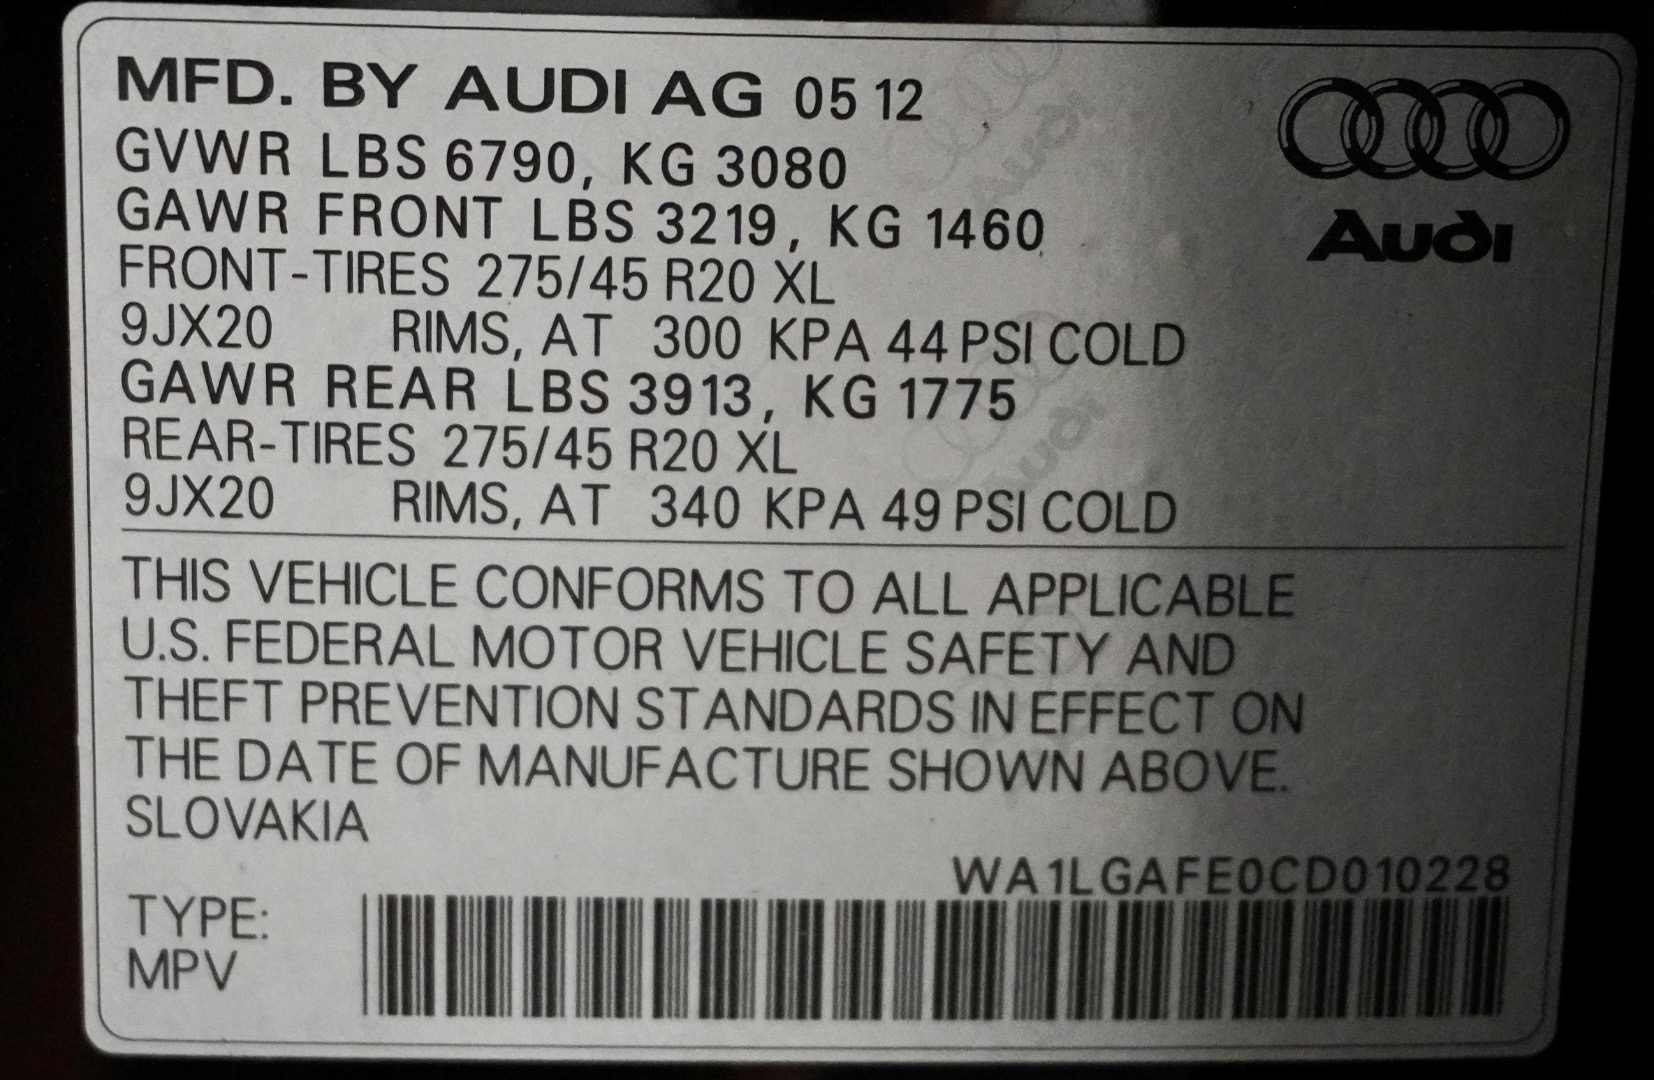 MFD. BY AUDI AG 05 12
GVWR LBS 6790, KG 3080
GAWR FRONT LBS 3219, KG 1460
FRONT-TIRES 275/45 R20 XL
9JX20 RIMS, AT 300 KPA 44 PSI COLD
GAWR REAR LBS 3913, KG 1775
REAR-TIRES 275/45 R20 XL
9JX20 RIMS, AT 340 KPA 49 PSI COLD
Audi
THIS VEHICLE CONFORMS TO ALL APPLICABLE
U.S. FEDERAL MOTOR VEHICLE SAFETY AND
THEFT PREVENTION STANDARDS IN EFFECT ON
THE DATE OF MANUFACTURE SHOWN ABOVE.
SLOVAKIA
WA1LGAFE0CD010228
TYPE:
MPV
Audi
Audi